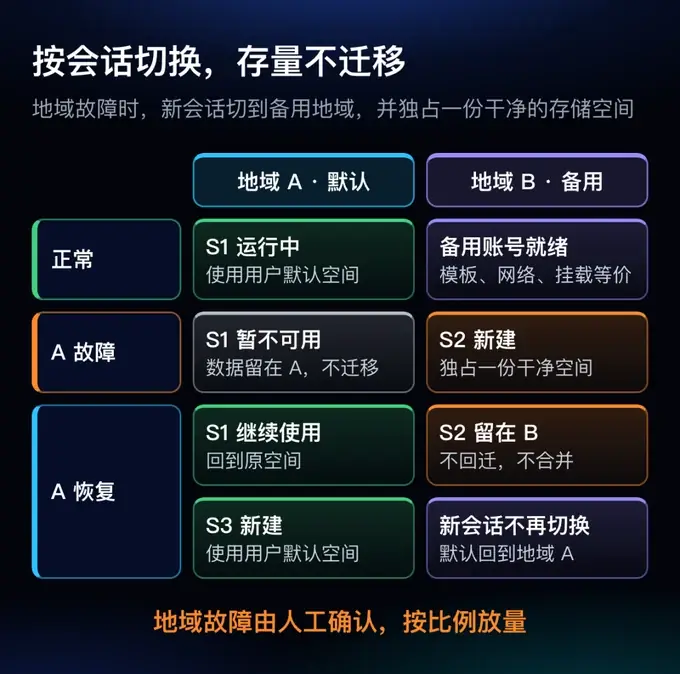 按会话切换，存量不迁移
地域故障时，新会话切到备用地域，并独占一份干净的存储空间
地域 A · 默认
地域 B · 备用
正常
S1 运行中
使用用户默认空间
备用账号就绪
模板、网络、挂载等价
A 故障
S1 暂不可用
数据留在 A，不迁移
S2 新建
独占一份干净空间
A 恢复
S1 继续使用
回到原空间
S2 留在 B
不回迁，不合并
S3 新建
使用用户默认空间
新会话不再切换
默认回到地域 A
地域故障由人工确认，按比例放量